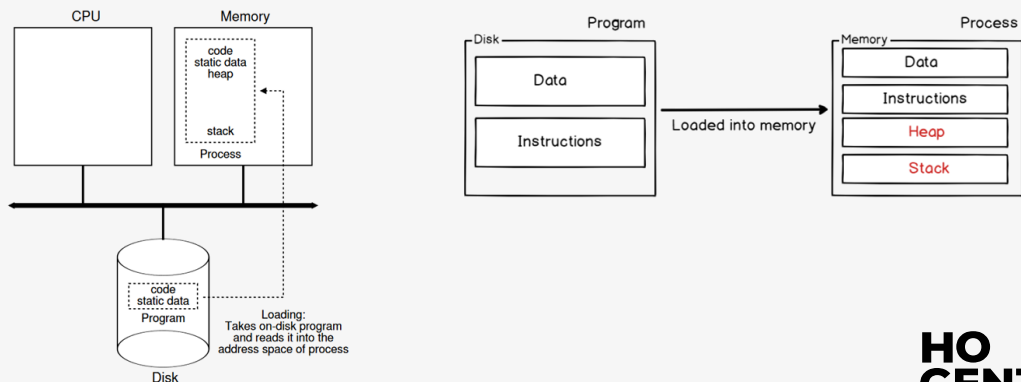 CPU
Memory
code
static data
heap
stack
Process
code
static data
Program
Loading:
Takes on-disk program
and reads it into the
address space of process
Disk
Program
Disk
Data
Instructions
Loaded into memory
Process
Memory
Data
Instructions
Heap
Stack
HO
GENT